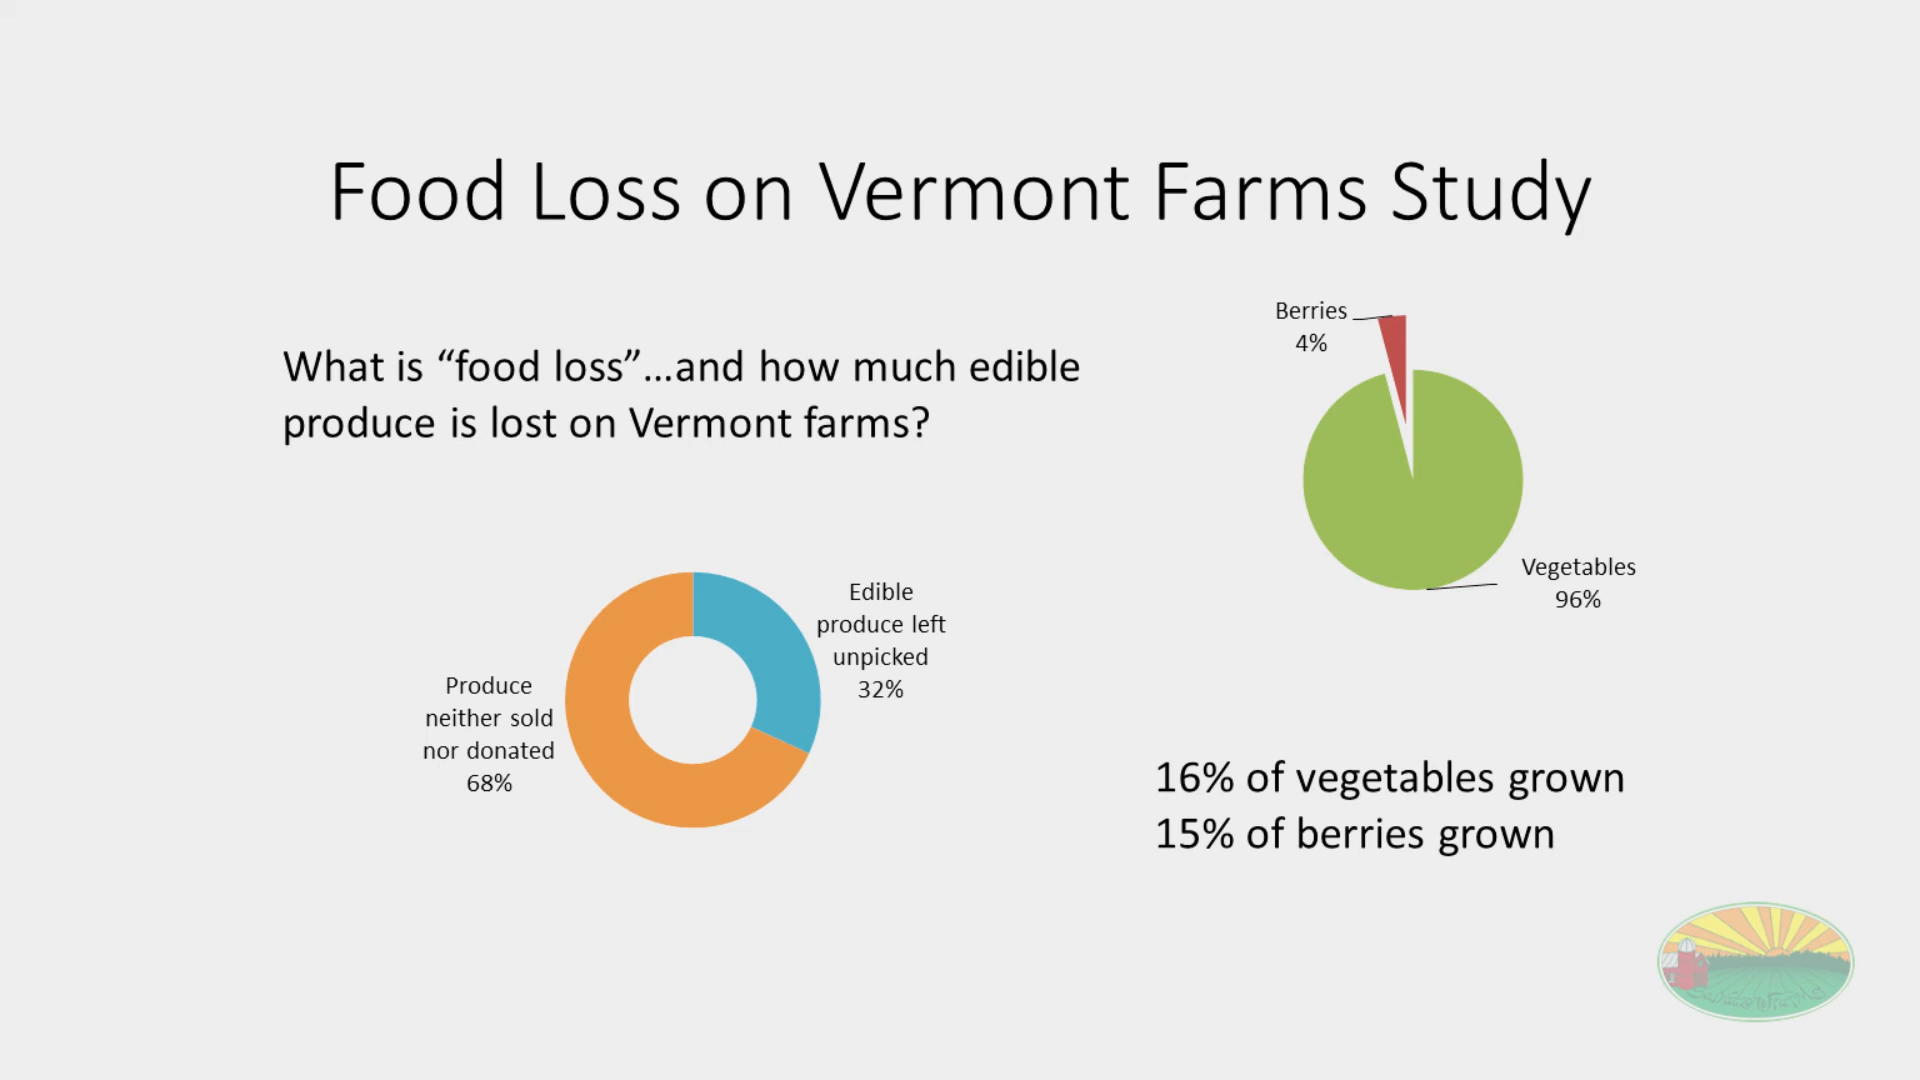 Food Loss on Vermont Farms Study
What is “food loss”...and how much edible
produce is lost on Vermont farms?
Berries
4%
Vegetables
96%
Edible
produce left
unpicked
32%
Produce
neither sold
nor donated
68%
16% of vegetables grown
15% of berries grown